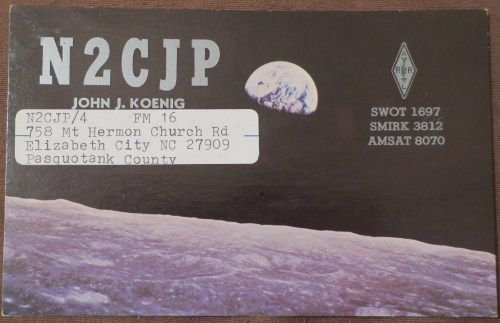 N2CJP
JOHN J. KOENIG
N2CJP/4 FM 16
758 Mt Hermon Church Rd
Elizabeth City NC 27909
Pasquotank County
ARRL
SWOT 1697
SMIRK 3812
AMSAT 8070